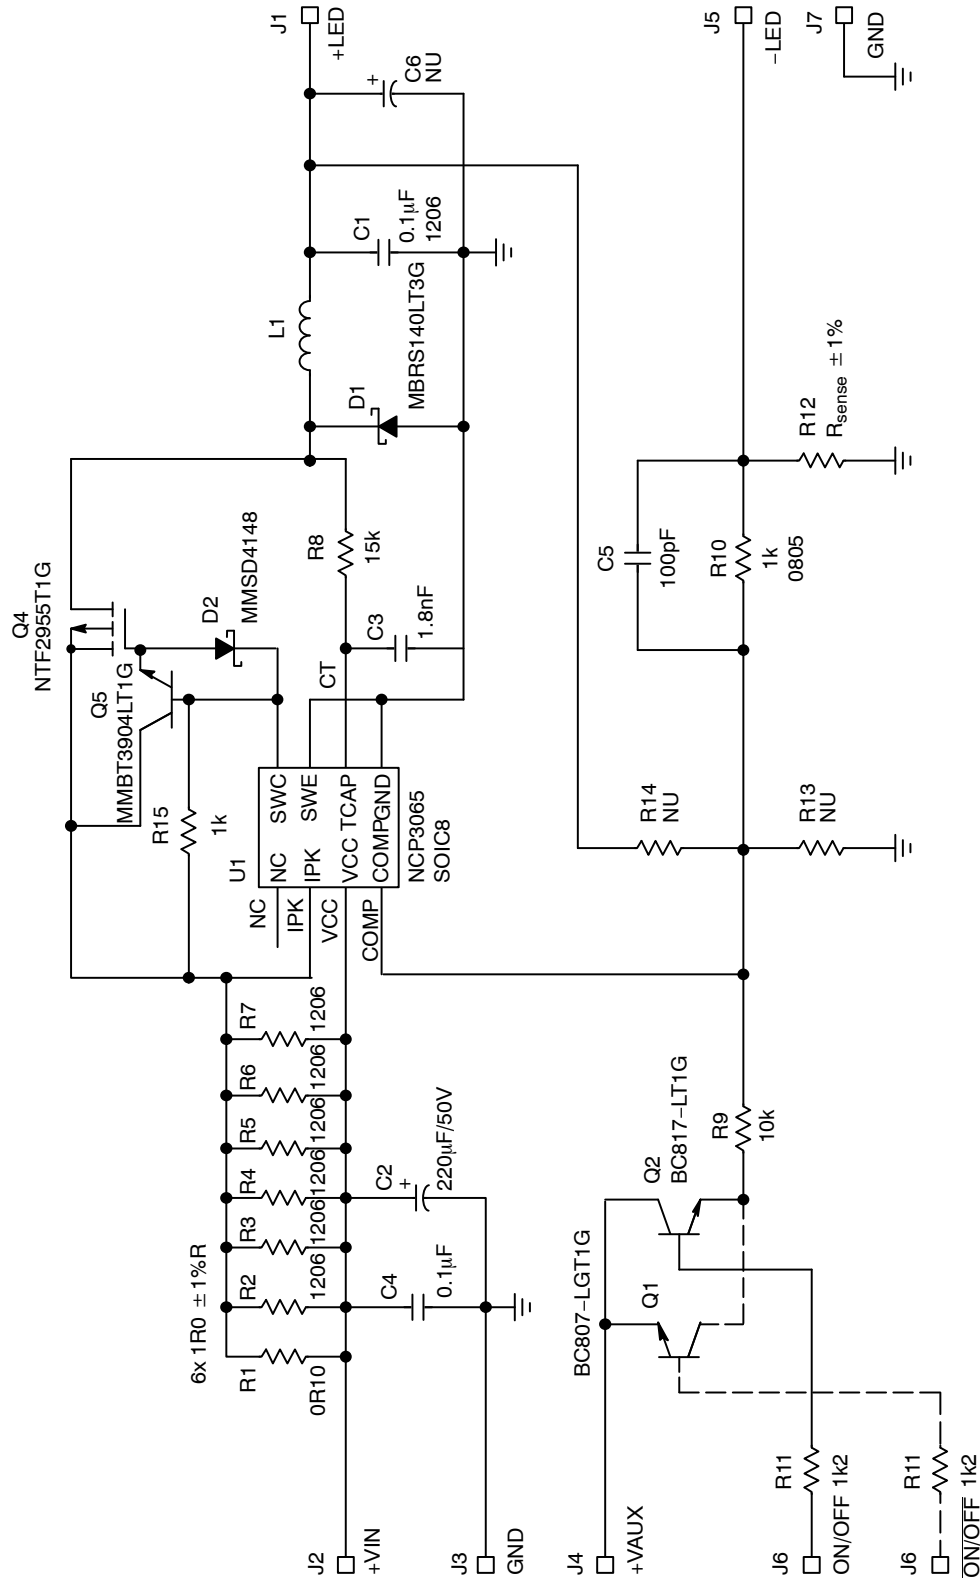 J1
+LED
C6
NU
+
J5
−LED
J7
GND
C1
0.1μF
1206
L1
D1
MBRS140LT3G
R12
Rsense ±1%
Q4
NTF2955T1G
D2
MMSD4148
R8
15k
C5
100pF
R10
1k
0805
Q5
MMBT3904LT1G
CT
C3
1.8nF
R15
1k
U1
NC SWC
IPK SWE
VCC TCAP
COMP GND
NCP3065
SOIC8
NC
IPK
VCC
COMP
R14
NU
R13
NU
6x 1R0 ±1%R
R1
0R10
R2
1206
R3
1206
R4
1206
R5
1206
R6
1206
R7
1206
C4
0.1μF
C2
+
220μF/50V
J2
+VIN
J3
GND
BC807−LGT1G
Q1
Q2
BC817−LT1G
R9
10k
J4
+VAUX
J6
ON/OFF
R11
1k2
J6
ON/OFF
R11
1k2